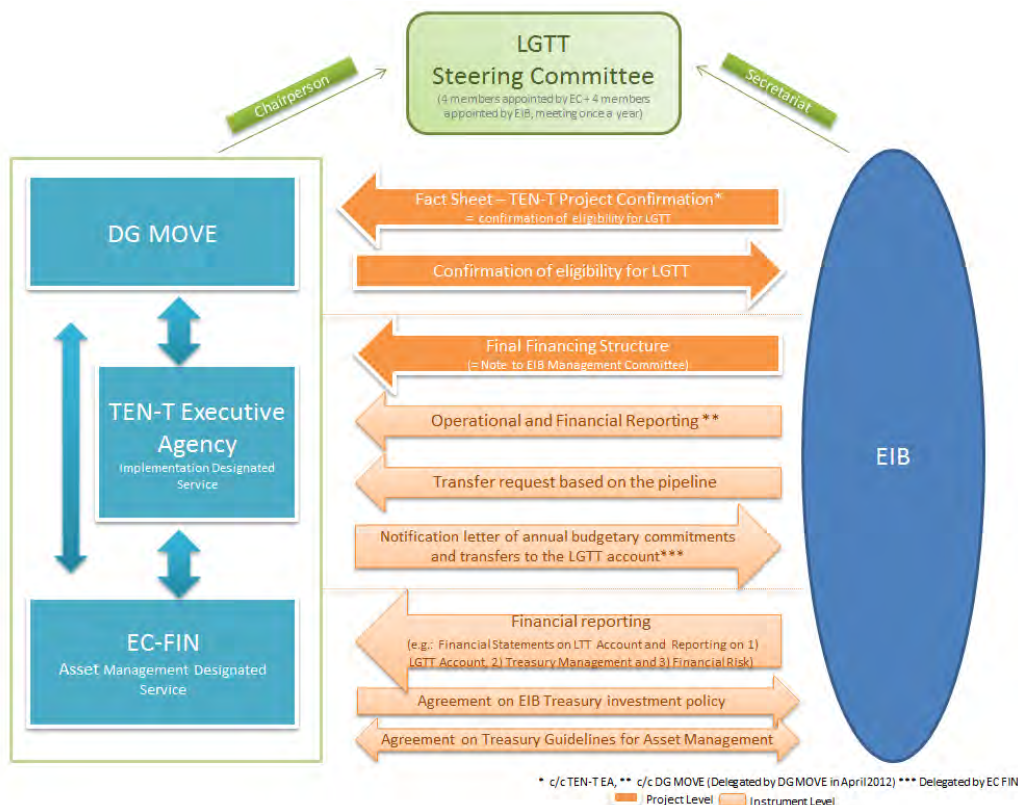 LGTT
Steering Committee
(4 members appointed by EC + 4 members
appointed by EIB, meeting once a year)
Chairperson
Secretariat
DG MOVE
Fact Sheet – TEN-T Project Confirmation*
= confirmation of eligibility for LGTT
Confirmation of eligibility for LGTT
Final Financing Structure
(= Note to EIB Management Committee)
TEN-T Executive
Agency
Implementation Designated
Service
Operational and Financial Reporting **
Transfer request based on the pipeline
Notification letter of annual budgetary commitments
and transfers to the LGTT account***
EIB
EC-FIN
Asset Management Designated
Service
Financial reporting
(e.g.: Financial Statements on LTT Account and Reporting on 1)
LGTT Account, 2) Treasury Management and 3) Financial Risk)
Agreement on EIB Treasury investment policy
Agreement on Treasury Guidelines for Asset Management
* c/c TEN-T EA, ** c/c DG MOVE (Delegated by DG MOVE in April 2012) *** Delegated by EC FIN
Project Level
Instrument Level